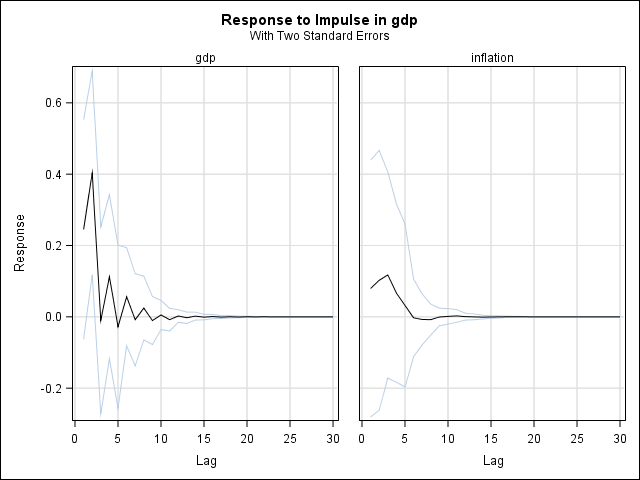 Response to Impulse in gdp
With Two Standard Errors
gdp
inflation
Response
0.6
0.4
0.2
0.0
-0.2
0 5 10 15 20 25 30
0 5 10 15 20 25 30
Lag
Lag